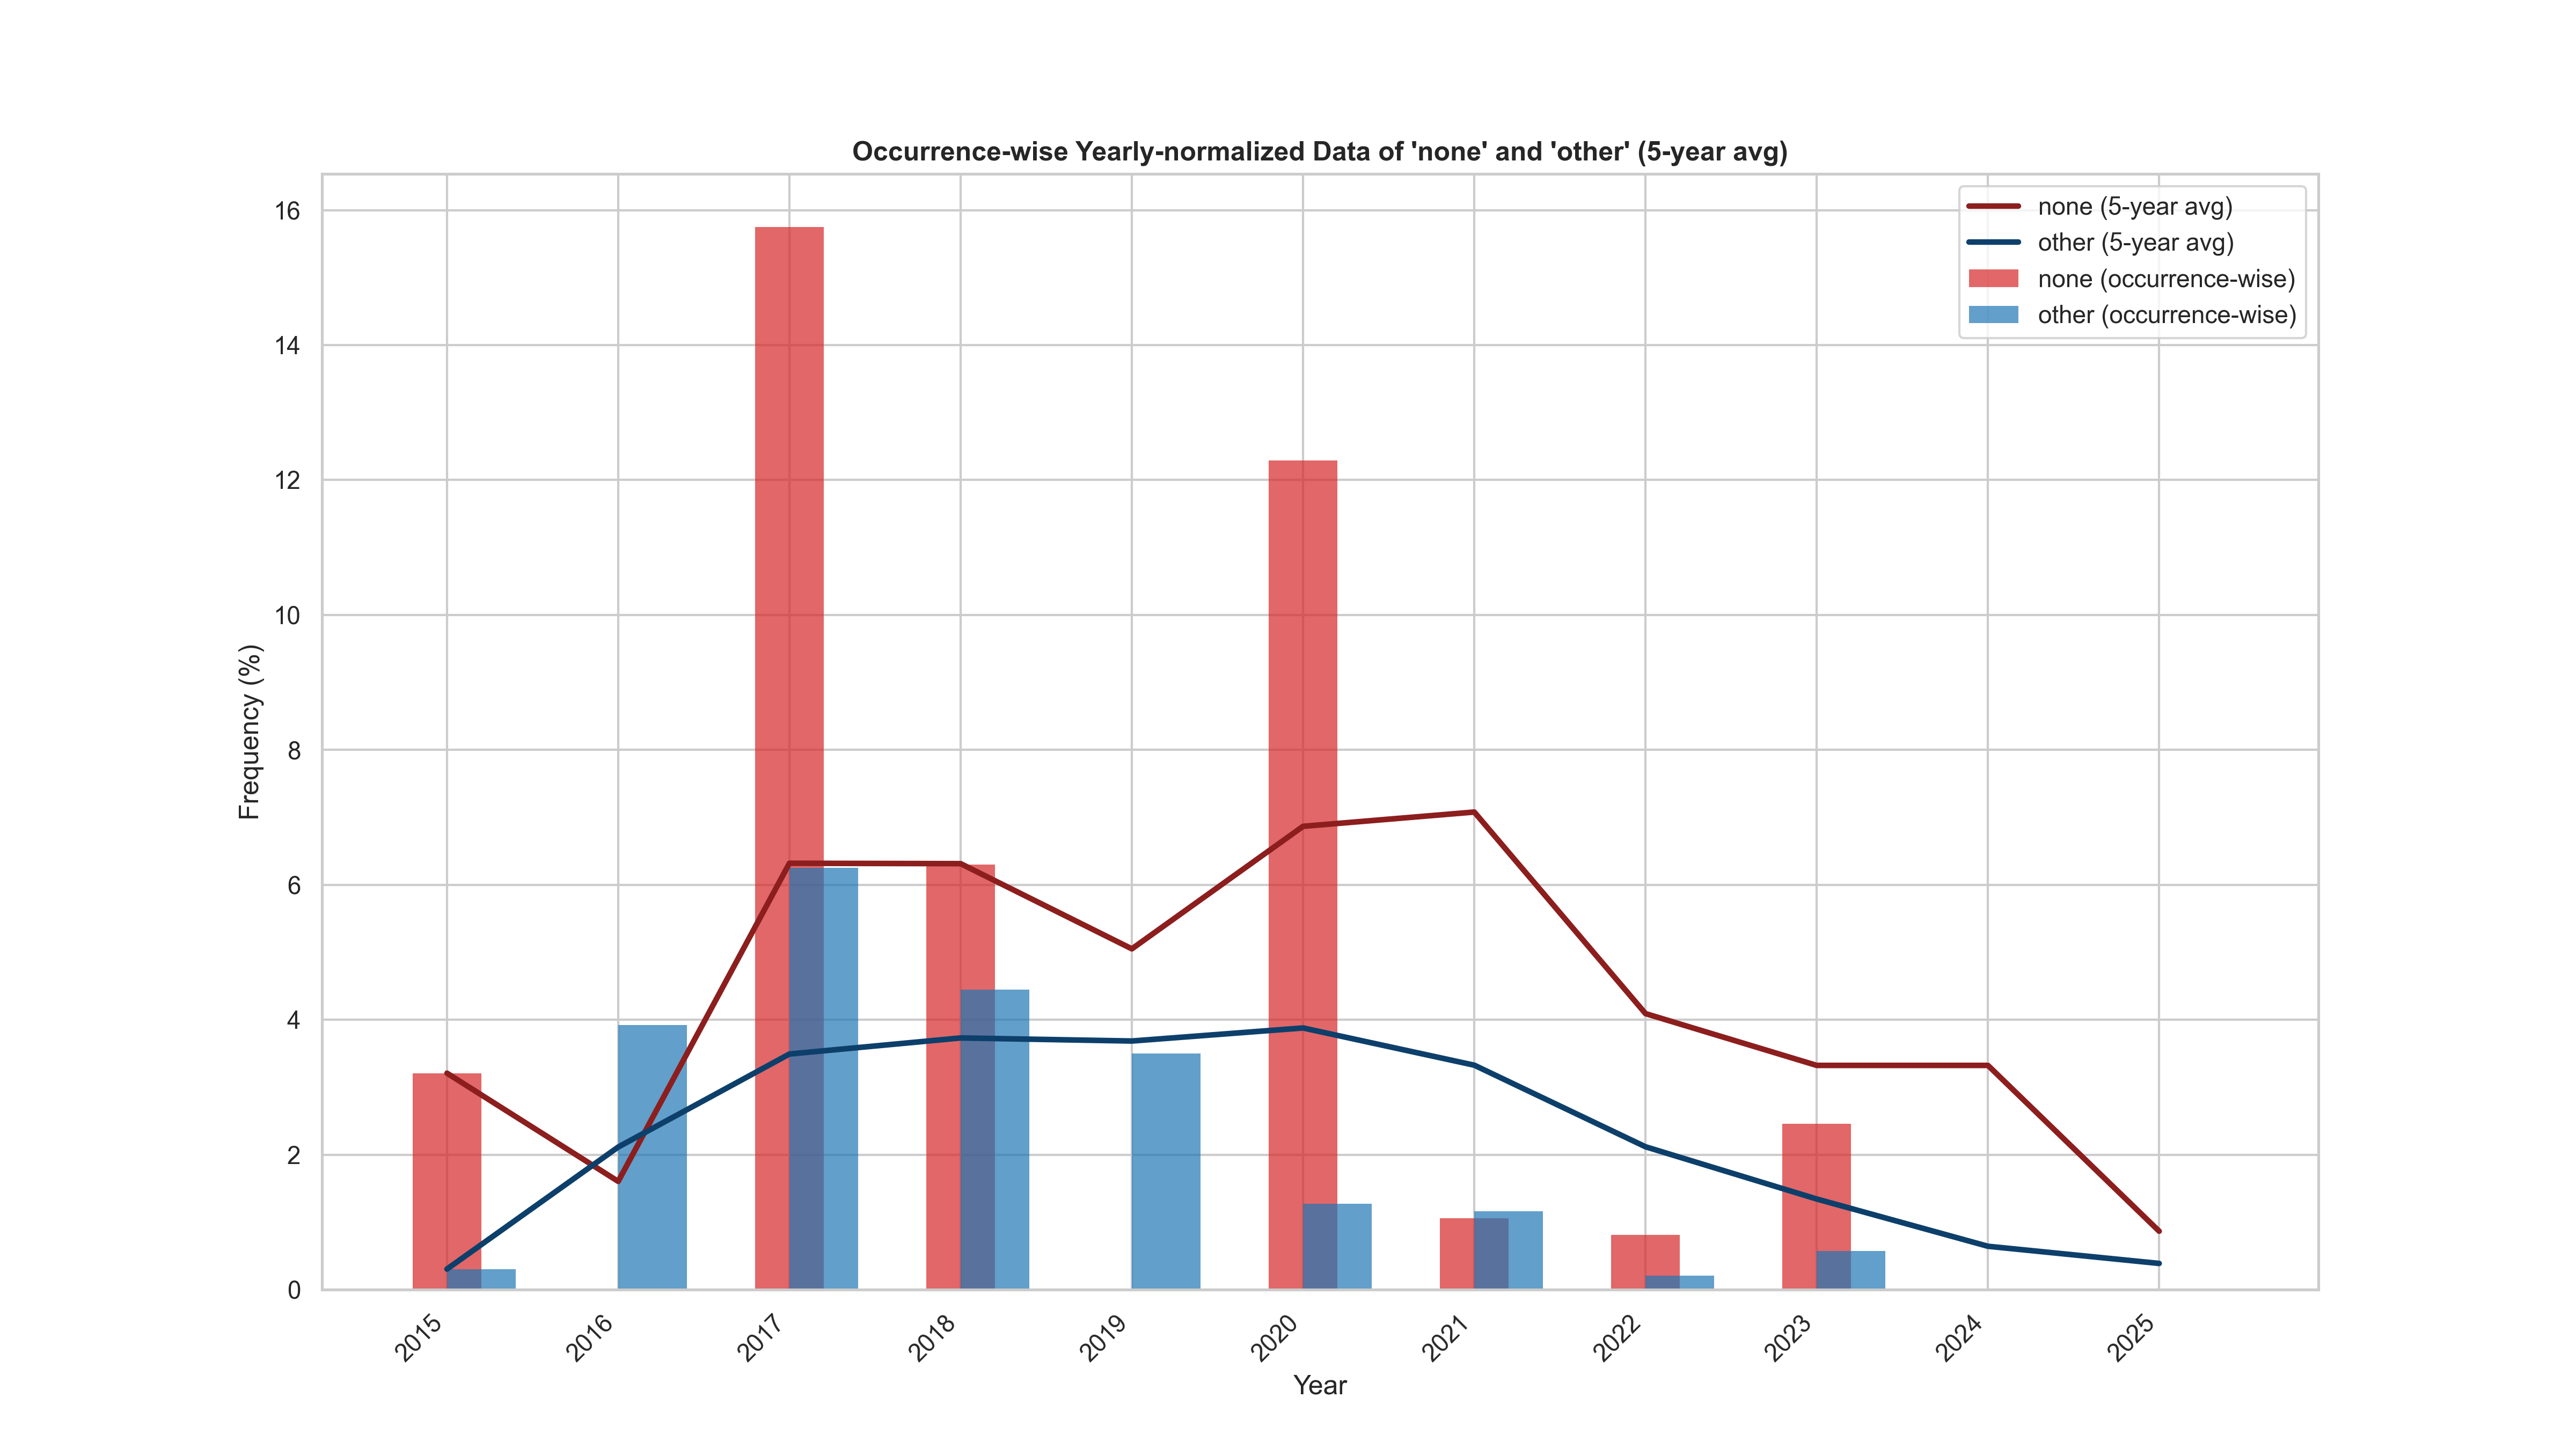 Occurrence-wise Yearly-normalized Data of 'none' and 'other' (5-year avg)
none (5-year avg)
other (5-year avg)
none (occurrence-wise)
other (occurrence-wise)
Frequency (%)
16
14
12
10
8
6
4
2
0
2015
2016
2017
2018
2019
2020
2021
2022
2023
2024
2025
Year